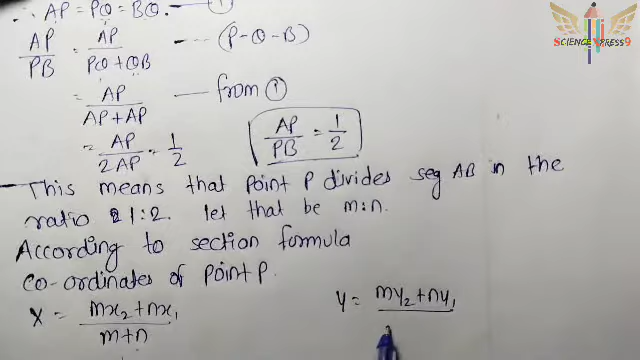 ∴ AP = PQ = BQ. — ①
SCIENCE XPRESS 9
AP/PB = AP/(PQ + QB) --- (P-Q-B)
= AP/(AP + AP) — from ①
= AP/2AP = 1/2
AP/PB = 1/2
This means that point P divides seg AB in the
ratio 1:2. let that be m:n.
According to section formula
co-ordinates of point P.
x = (mx₂ + nx₁)/(m+n)
y = my₂ + ny₁